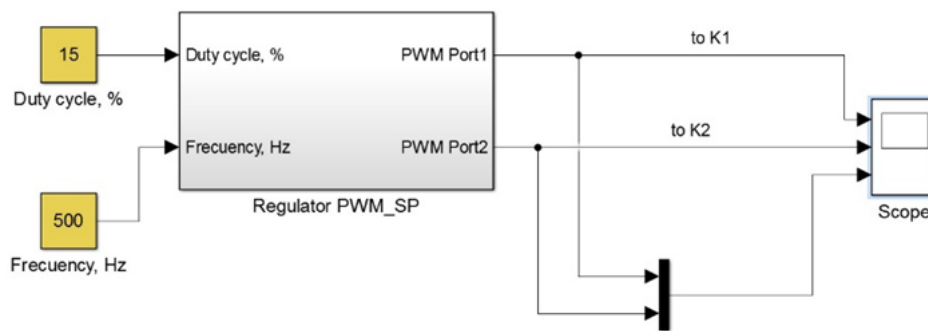 15
Duty cycle, %
500
Frecuency, Hz
Duty cycle, %
PWM Port1
Frecuency, Hz
PWM Port2
Regulator PWM_SP
to K1
to K2
Scope